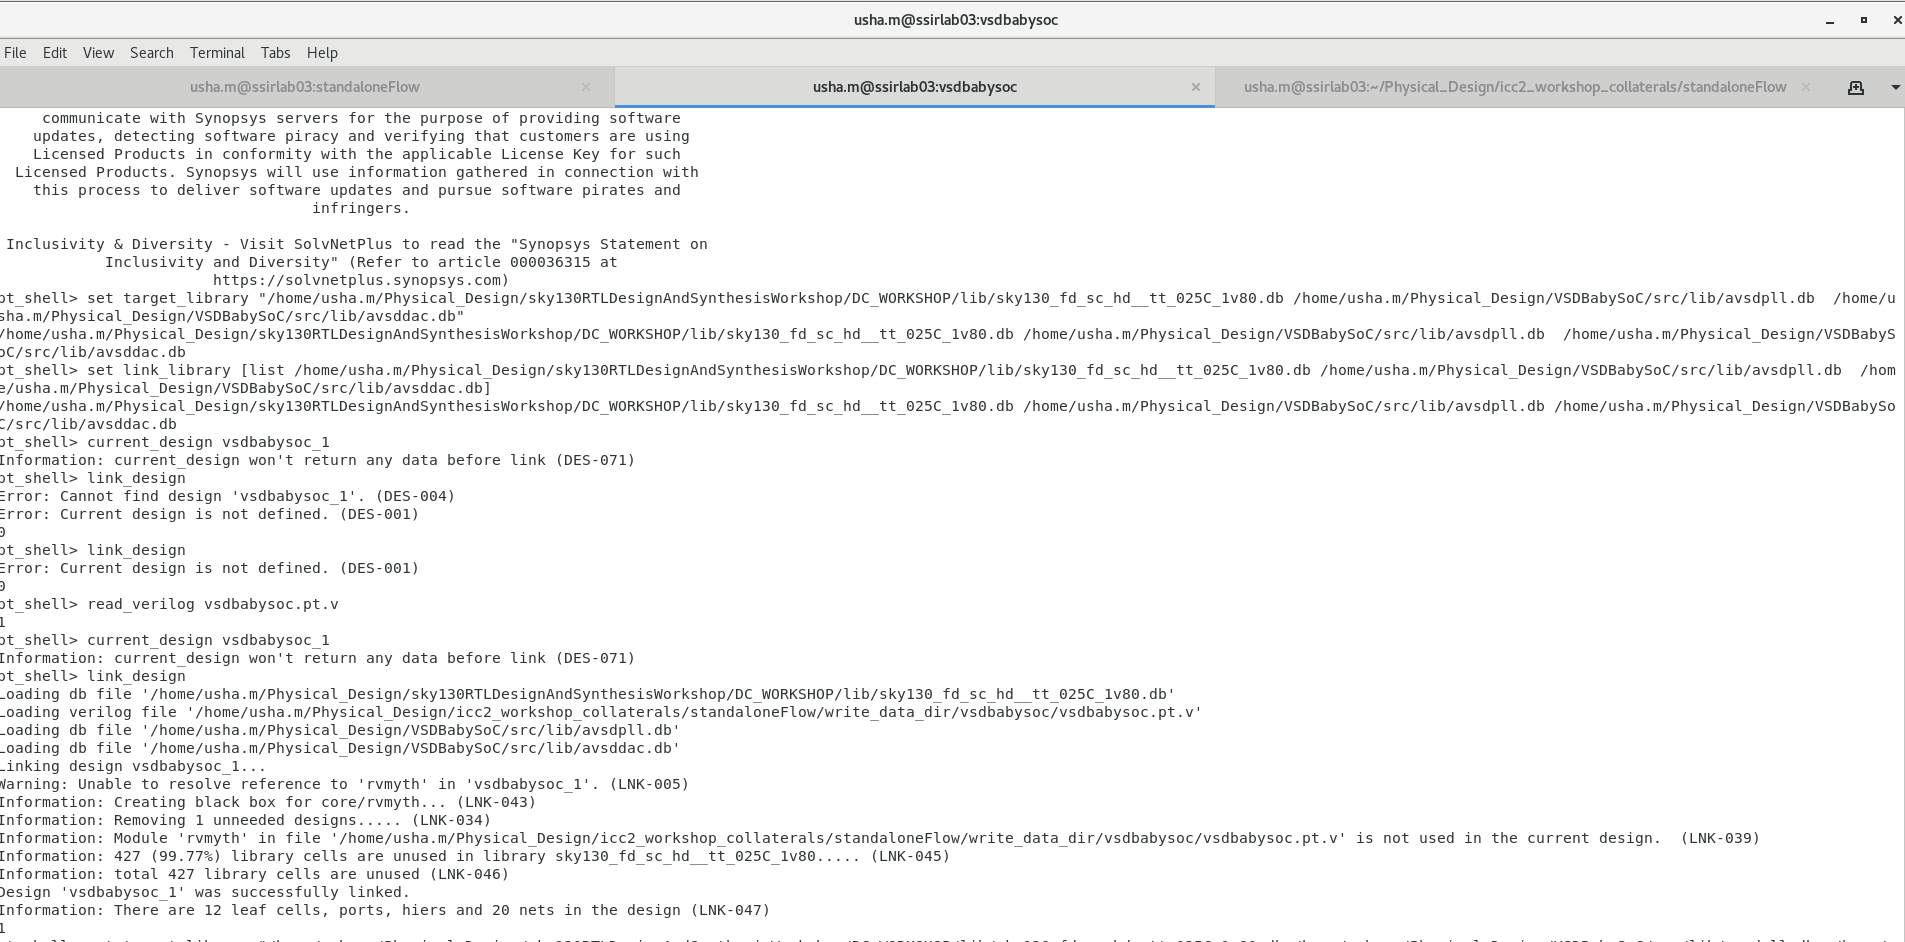 usha.m@ssirlab03:vsdbabysoc
File Edit View Search Terminal Tabs Help
usha.m@ssirlab03:standaloneFlow × usha.m@ssirlab03:vsdbabysoc × usha.m@ssirlab03:~/Physical_Design/icc2_workshop_collaterals/standaloneFlow ×
communicate with Synopsys servers for the purpose of providing software
updates, detecting software piracy and verifying that customers are using
Licensed Products in conformity with the applicable License Key for such
Licensed Products. Synopsys will use information gathered in connection with
this process to deliver software updates and pursue software pirates and
infringers.
Inclusivity & Diversity - Visit SolvNetPlus to read the "Synopsys Statement on
Inclusivity and Diversity" (Refer to article 000036315 at
https://solvnetplus.synopsys.com)
pt_shell> set target_library "/home/usha.m/Physical_Design/sky130RTLDesignAndSynthesisWorkshop/DC_WORKSHOP/lib/sky130_fd_sc_hd__tt_025C_1v80.db /home/usha.m/Physical_Design/VSDBabySoC/src/lib/avsdpll.db  /home/u
sha.m/Physical_Design/VSDBabySoC/src/lib/avsddac.db"
/home/usha.m/Physical_Design/sky130RTLDesignAndSynthesisWorkshop/DC_WORKSHOP/lib/sky130_fd_sc_hd__tt_025C_1v80.db /home/usha.m/Physical_Design/VSDBabySoC/src/lib/avsdpll.db  /home/usha.m/Physical_Design/VSDBabyS
oC/src/lib/avsddac.db
pt_shell> set link_library [list /home/usha.m/Physical_Design/sky130RTLDesignAndSynthesisWorkshop/DC_WORKSHOP/lib/sky130_fd_sc_hd__tt_025C_1v80.db /home/usha.m/Physical_Design/VSDBabySoC/src/lib/avsdpll.db  /hom
e/usha.m/Physical_Design/VSDBabySoC/src/lib/avsddac.db]
/home/usha.m/Physical_Design/sky130RTLDesignAndSynthesisWorkshop/DC_WORKSHOP/lib/sky130_fd_sc_hd__tt_025C_1v80.db /home/usha.m/Physical_Design/VSDBabySoC/src/lib/avsdpll.db /home/usha.m/Physical_Design/VSDBabySo
C/src/lib/avsddac.db
pt_shell> current_design vsdbabysoc_1
Information: current_design won't return any data before link (DES-071)
pt_shell> link_design
Error: Cannot find design 'vsdbabysoc_1'. (DES-004)
Error: Current design is not defined. (DES-001)
0
pt_shell> link_design
Error: Current design is not defined. (DES-001)
0
pt_shell> read_verilog vsdbabysoc.pt.v
1
pt_shell> current_design vsdbabysoc_1
Information: current_design won't return any data before link (DES-071)
pt_shell> link_design
Loading db file '/home/usha.m/Physical_Design/sky130RTLDesignAndSynthesisWorkshop/DC_WORKSHOP/lib/sky130_fd_sc_hd__tt_025C_1v80.db'
Loading verilog file '/home/usha.m/Physical_Design/icc2_workshop_collaterals/standaloneFlow/write_data_dir/vsdbabysoc/vsdbabysoc.pt.v'
Loading db file '/home/usha.m/Physical_Design/VSDBabySoC/src/lib/avsdpll.db'
Loading db file '/home/usha.m/Physical_Design/VSDBabySoC/src/lib/avsddac.db'
Linking design vsdbabysoc_1...
Warning: Unable to resolve reference to 'rvmyth' in 'vsdbabysoc_1'. (LNK-005)
Information: Creating black box for core/rvmyth... (LNK-043)
Information: Removing 1 unneeded designs..... (LNK-034)
Information: Module 'rvmyth' in file '/home/usha.m/Physical_Design/icc2_workshop_collaterals/standaloneFlow/write_data_dir/vsdbabysoc/vsdbabysoc.pt.v' is not used in the current design.  (LNK-039)
Information: 427 (99.77%) library cells are unused in library sky130_fd_sc_hd__tt_025C_1v80..... (LNK-045)
Information: total 427 library cells are unused (LNK-046)
Design 'vsdbabysoc_1' was successfully linked.
Information: There are 12 leaf cells, ports, hiers and 20 nets in the design (LNK-047)
1